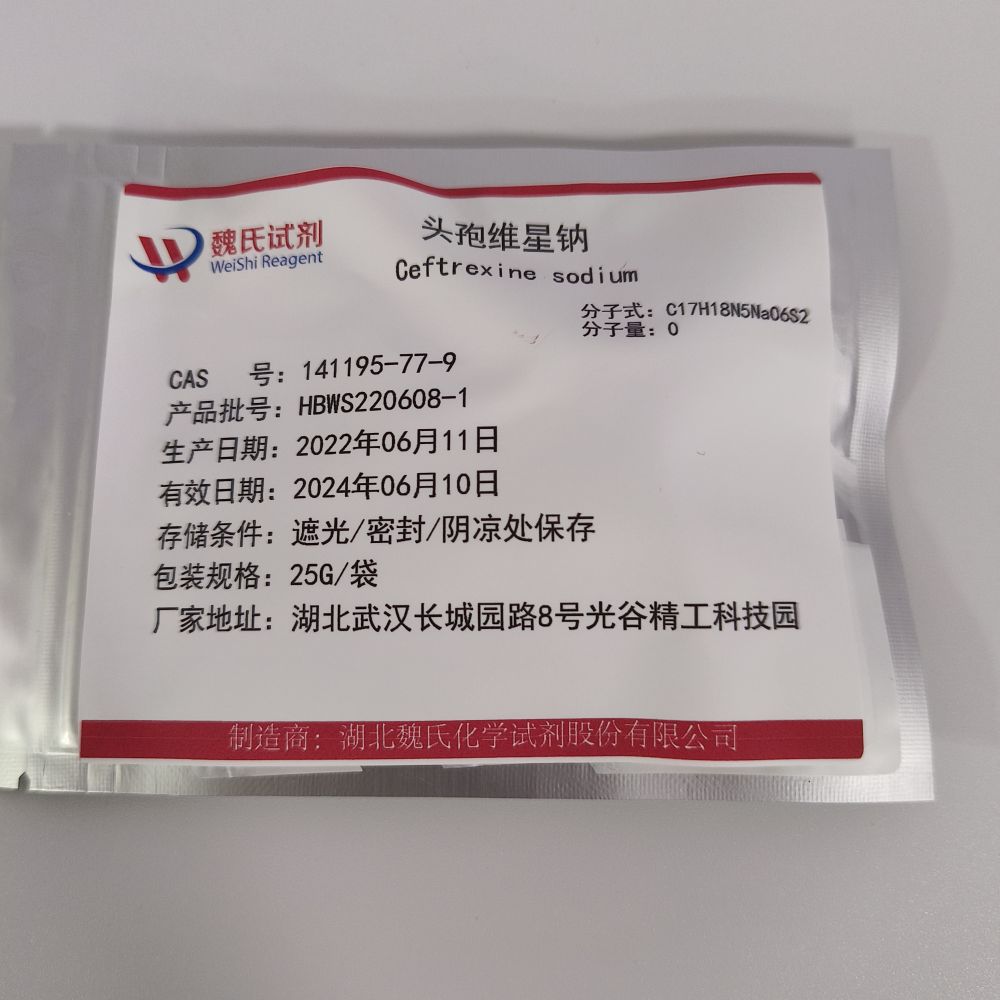 魏氏试剂
WeiShi Reagent
头孢维星钠
Ceftrexine sodium
分子式：C17H18N5NaO6S2
分子量：0
CAS 号：141195-77-9
产品批号：HBWS220608-1
生产日期：2022年06月11日
有效日期：2024年06月10日
存储条件：遮光/密封/阴凉处保存
包装规格：25G/袋
厂家地址：湖北武汉长城园路8号光谷精工科技园
制造商：湖北魏氏化学试剂股份有限公司